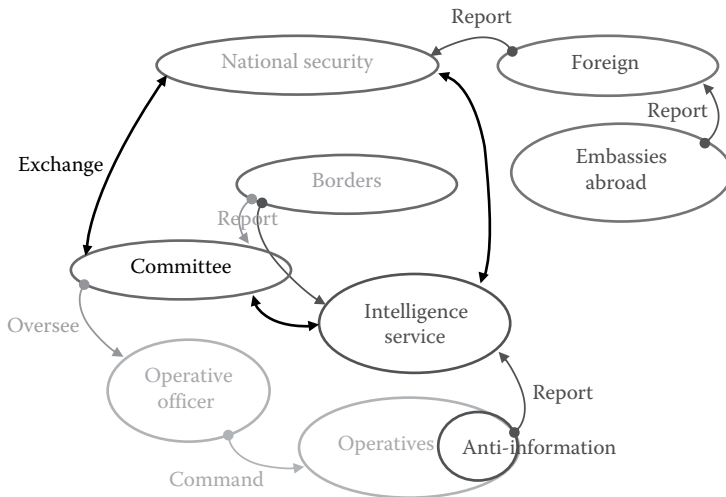 Report
National security
Foreign
Report
Exchange
Embassies
abroad
Borders
Report
Committee
Intelligence
service
Oversee
Operative
officer
Report
Operatives
Anti-information
Command